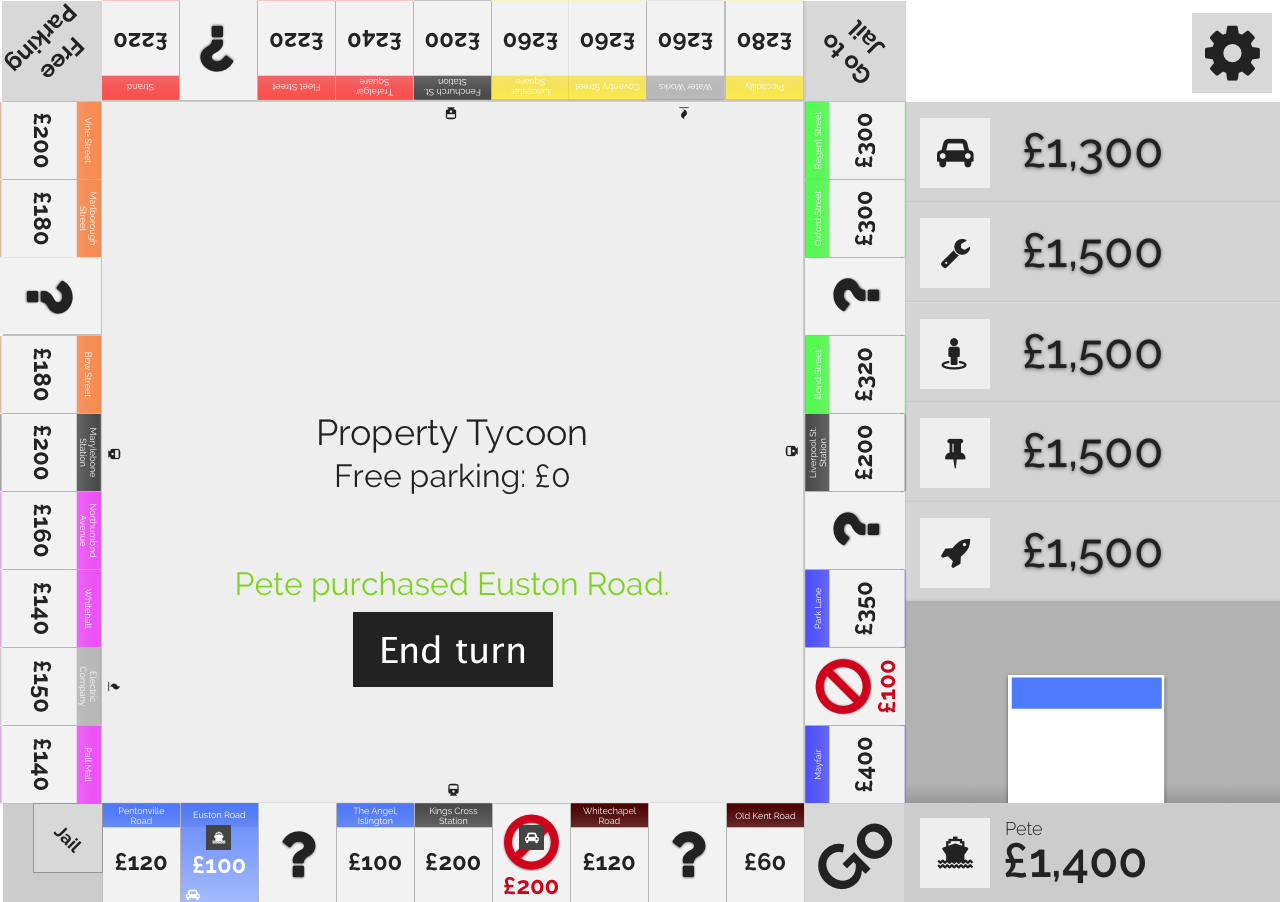 Free
Parking
£220
Strand
?
£220
Fleet Street
£240
Trafalgar
Square
£200
Fenchurch St.
Station
£260
Leicester
Square
£260
Coventry Street
£260
Water Works
£280
Piccadilly
Go to
Jail
£200
Vine Street
£180
Marlborough
Street
?
£180
Bow Street
£200
Marylebone
Station
£160
Northumbnd
Avenue
£140
Whitehall
£150
Electric
Company
£140
Pall Mall
Regent Street
£300
Oxford Street
£300
?
Bond Street
£320
Liverpool St.
Station
£200
?
Park Lane
£350
£100
Mayfair
£400
Property Tycoon
Free parking: £0
Pete purchased Euston Road.
End turn
Jail
Pentonville
Road
£120
Euston Road
£100
?
The Angel,
Islington
£100
Kings Cross
Station
£200
£200
Whitechapel
Road
£120
?
Old Kent Road
£60
Go
£1,300
£1,500
£1,500
£1,500
£1,500
Pete
£1,400